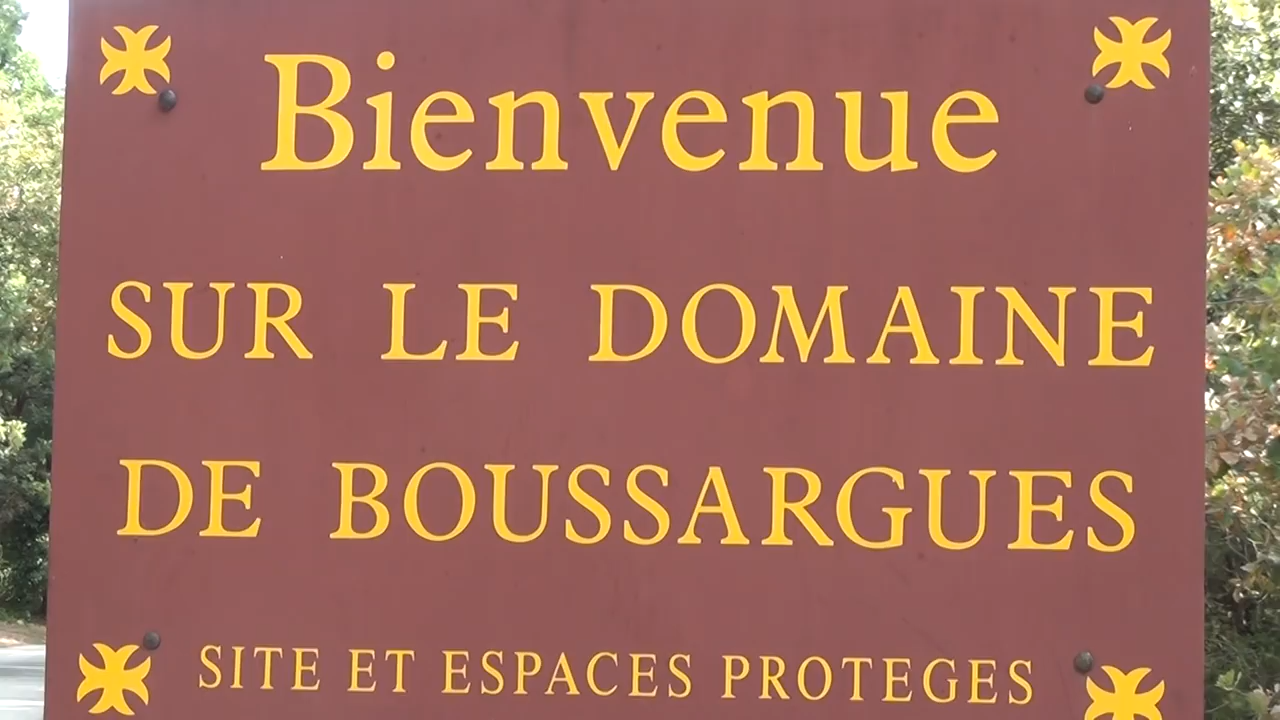 Bienvenue
SUR LE DOMAINE
DE BOUSSARGUES
SITE ET ESPACES PROTEGES